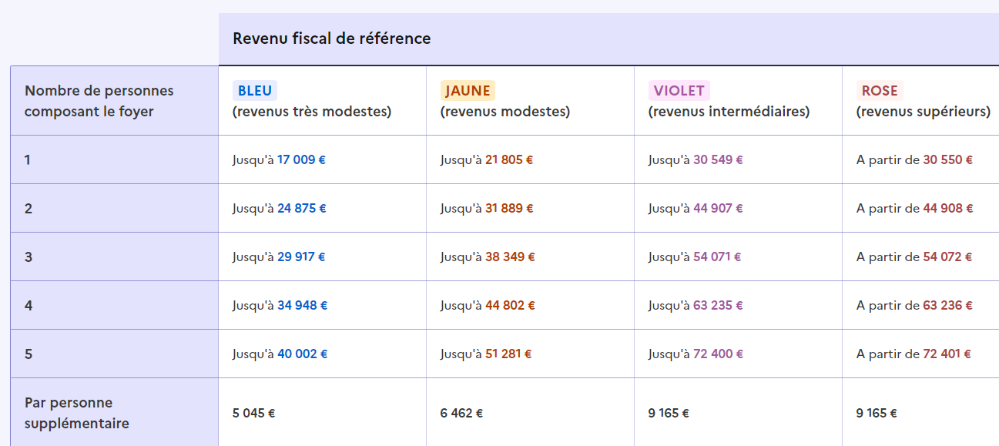 Revenu fiscal de référence
Nombre de personnes
composant le foyer
BLEU
(revenus très modestes)
JAUNE
(revenus modestes)
VIOLET
(revenus intermédiaires)
ROSE
(revenus supérieurs)
1
Jusqu'à 17 009 €
Jusqu'à 21 805 €
Jusqu'à 30 549 €
A partir de 30 550 €
2
Jusqu'à 24 875 €
Jusqu'à 31 889 €
Jusqu'à 44 907 €
A partir de 44 908 €
3
Jusqu'à 29 917 €
Jusqu'à 38 349 €
Jusqu'à 54 071 €
A partir de 54 072 €
4
Jusqu'à 34 948 €
Jusqu'à 44 802 €
Jusqu'à 63 235 €
A partir de 63 236 €
5
Jusqu'à 40 002 €
Jusqu'à 51 281 €
Jusqu'à 72 400 €
A partir de 72 401 €
Par personne
supplémentaire
5 045 €
6 462 €
9 165 €
9 165 €